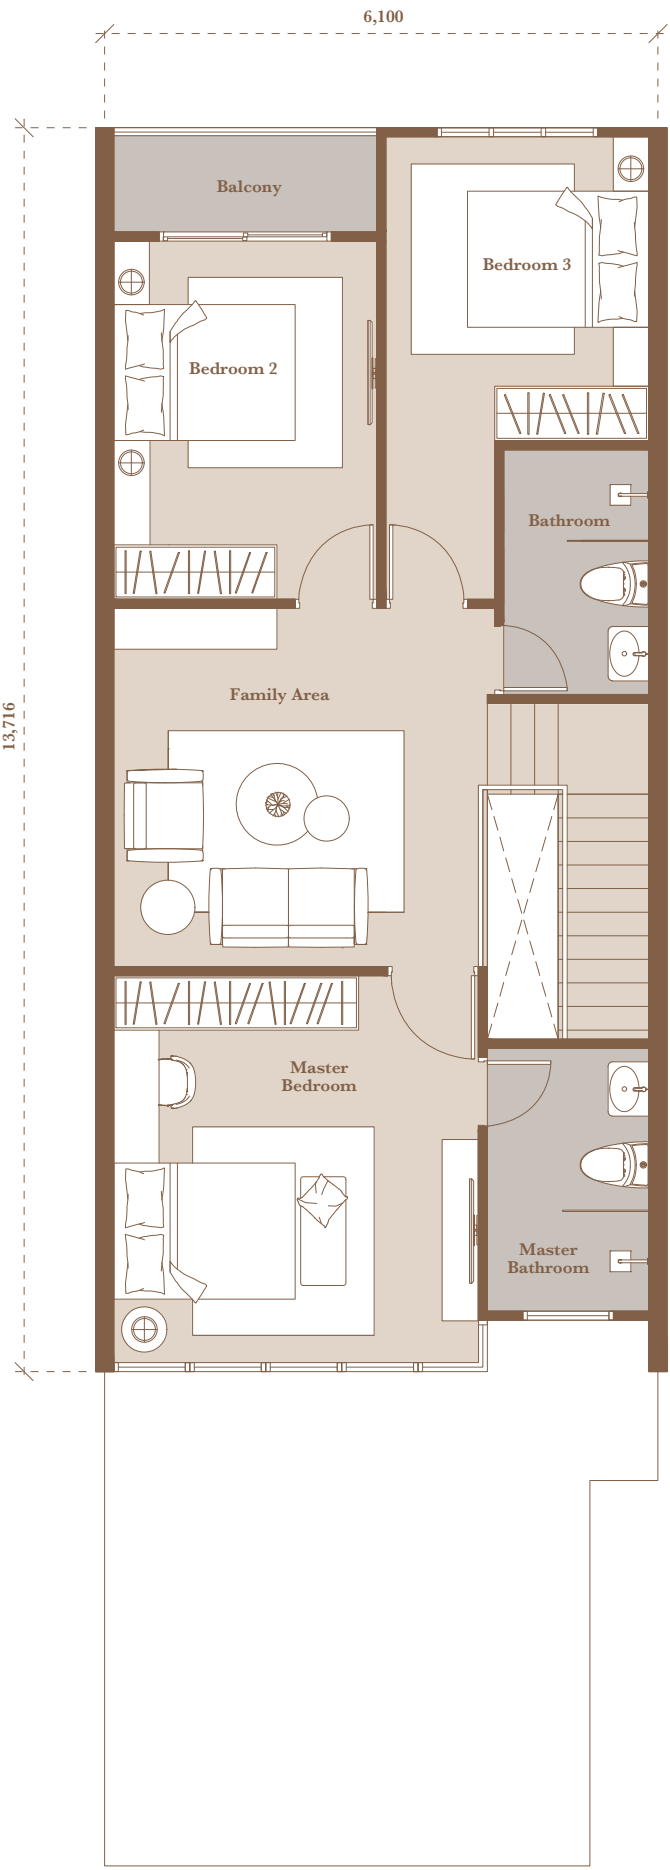 6,100
Balcony
Bedroom 3
Bedroom 2
Bathroom
Family Area
13,716
Master
Bedroom
Master
Bathroom